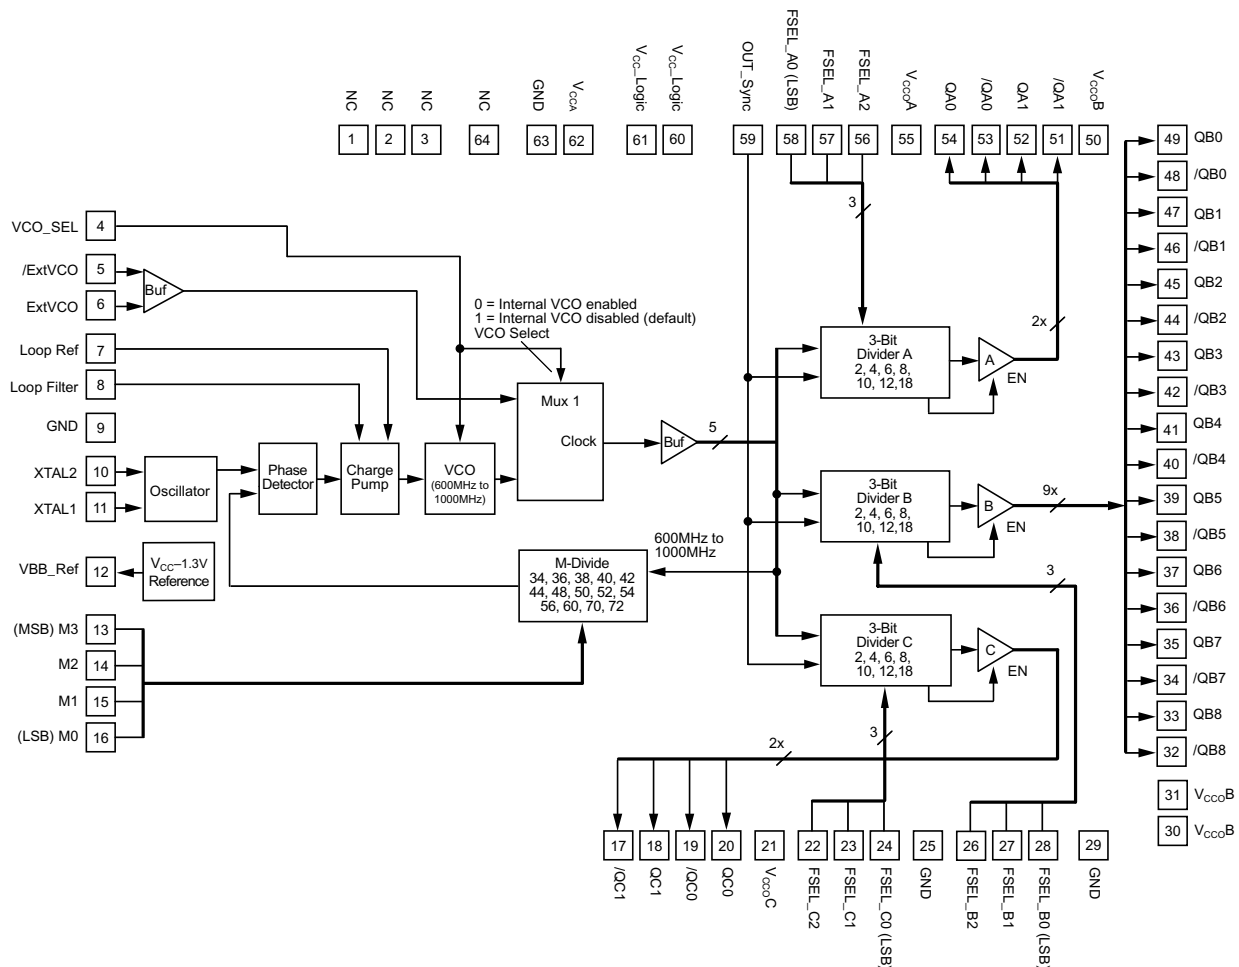 NC
NC
NC
NC
GND
V_CCA
V_CC_Logic
V_CC_Logic
OUT_Sync
FSEL_A0 (LSB)
FSEL_A1
FSEL_A2
V_CCOA
QA0
/QA0
QA1
/QA1
V_CCOB
1
2
3
64
63
62
61
60
59
58
57
56
55
54
53
52
51
50
49 QB0
48 /QB0
47 QB1
46 /QB1
45 QB2
44 /QB2
43 QB3
42 /QB3
41 QB4
40 /QB4
39 QB5
38 /QB5
37 QB6
36 /QB6
35 QB7
34 /QB7
33 QB8
32 /QB8
31 V_CCOB
30 V_CCOB
VCO_SEL 4
/ExtVCO 5
ExtVCO 6
Buf
Loop Ref 7
Loop Filter 8
GND 9
XTAL2 10
XTAL1 11
VBB_Ref 12
(MSB) M3 13
M2 14
M1 15
(LSB) M0 16
Oscillator
Phase
Detector
Charge
Pump
VCO
(600MHz to
1000MHz)
0 = Internal VCO enabled
1 = Internal VCO disabled (default)
VCO Select
Mux 1
Clock
Buf
5
V_CC–1.3V
Reference
M-Divide
34, 36, 38, 40, 42
44, 48, 50, 52, 54
56, 60, 70, 72
600MHz to
1000MHz
3
3-Bit
Divider A
2, 4, 6, 8,
10, 12,18
A
EN
2x
3-Bit
Divider B
2, 4, 6, 8,
10, 12,18
B
EN
9x
3
3-Bit
Divider C
2, 4, 6, 8,
10, 12,18
C
EN
3
2x
17
18
19
20
21
22
23
24
25
26
27
28
29
/QC1
QC1
/QC0
QC0
V_CCOC
FSEL_C2
FSEL_C1
FSEL_C0 (LSB)
GND
FSEL_B2
FSEL_B1
FSEL_B0 (LSB)
GND